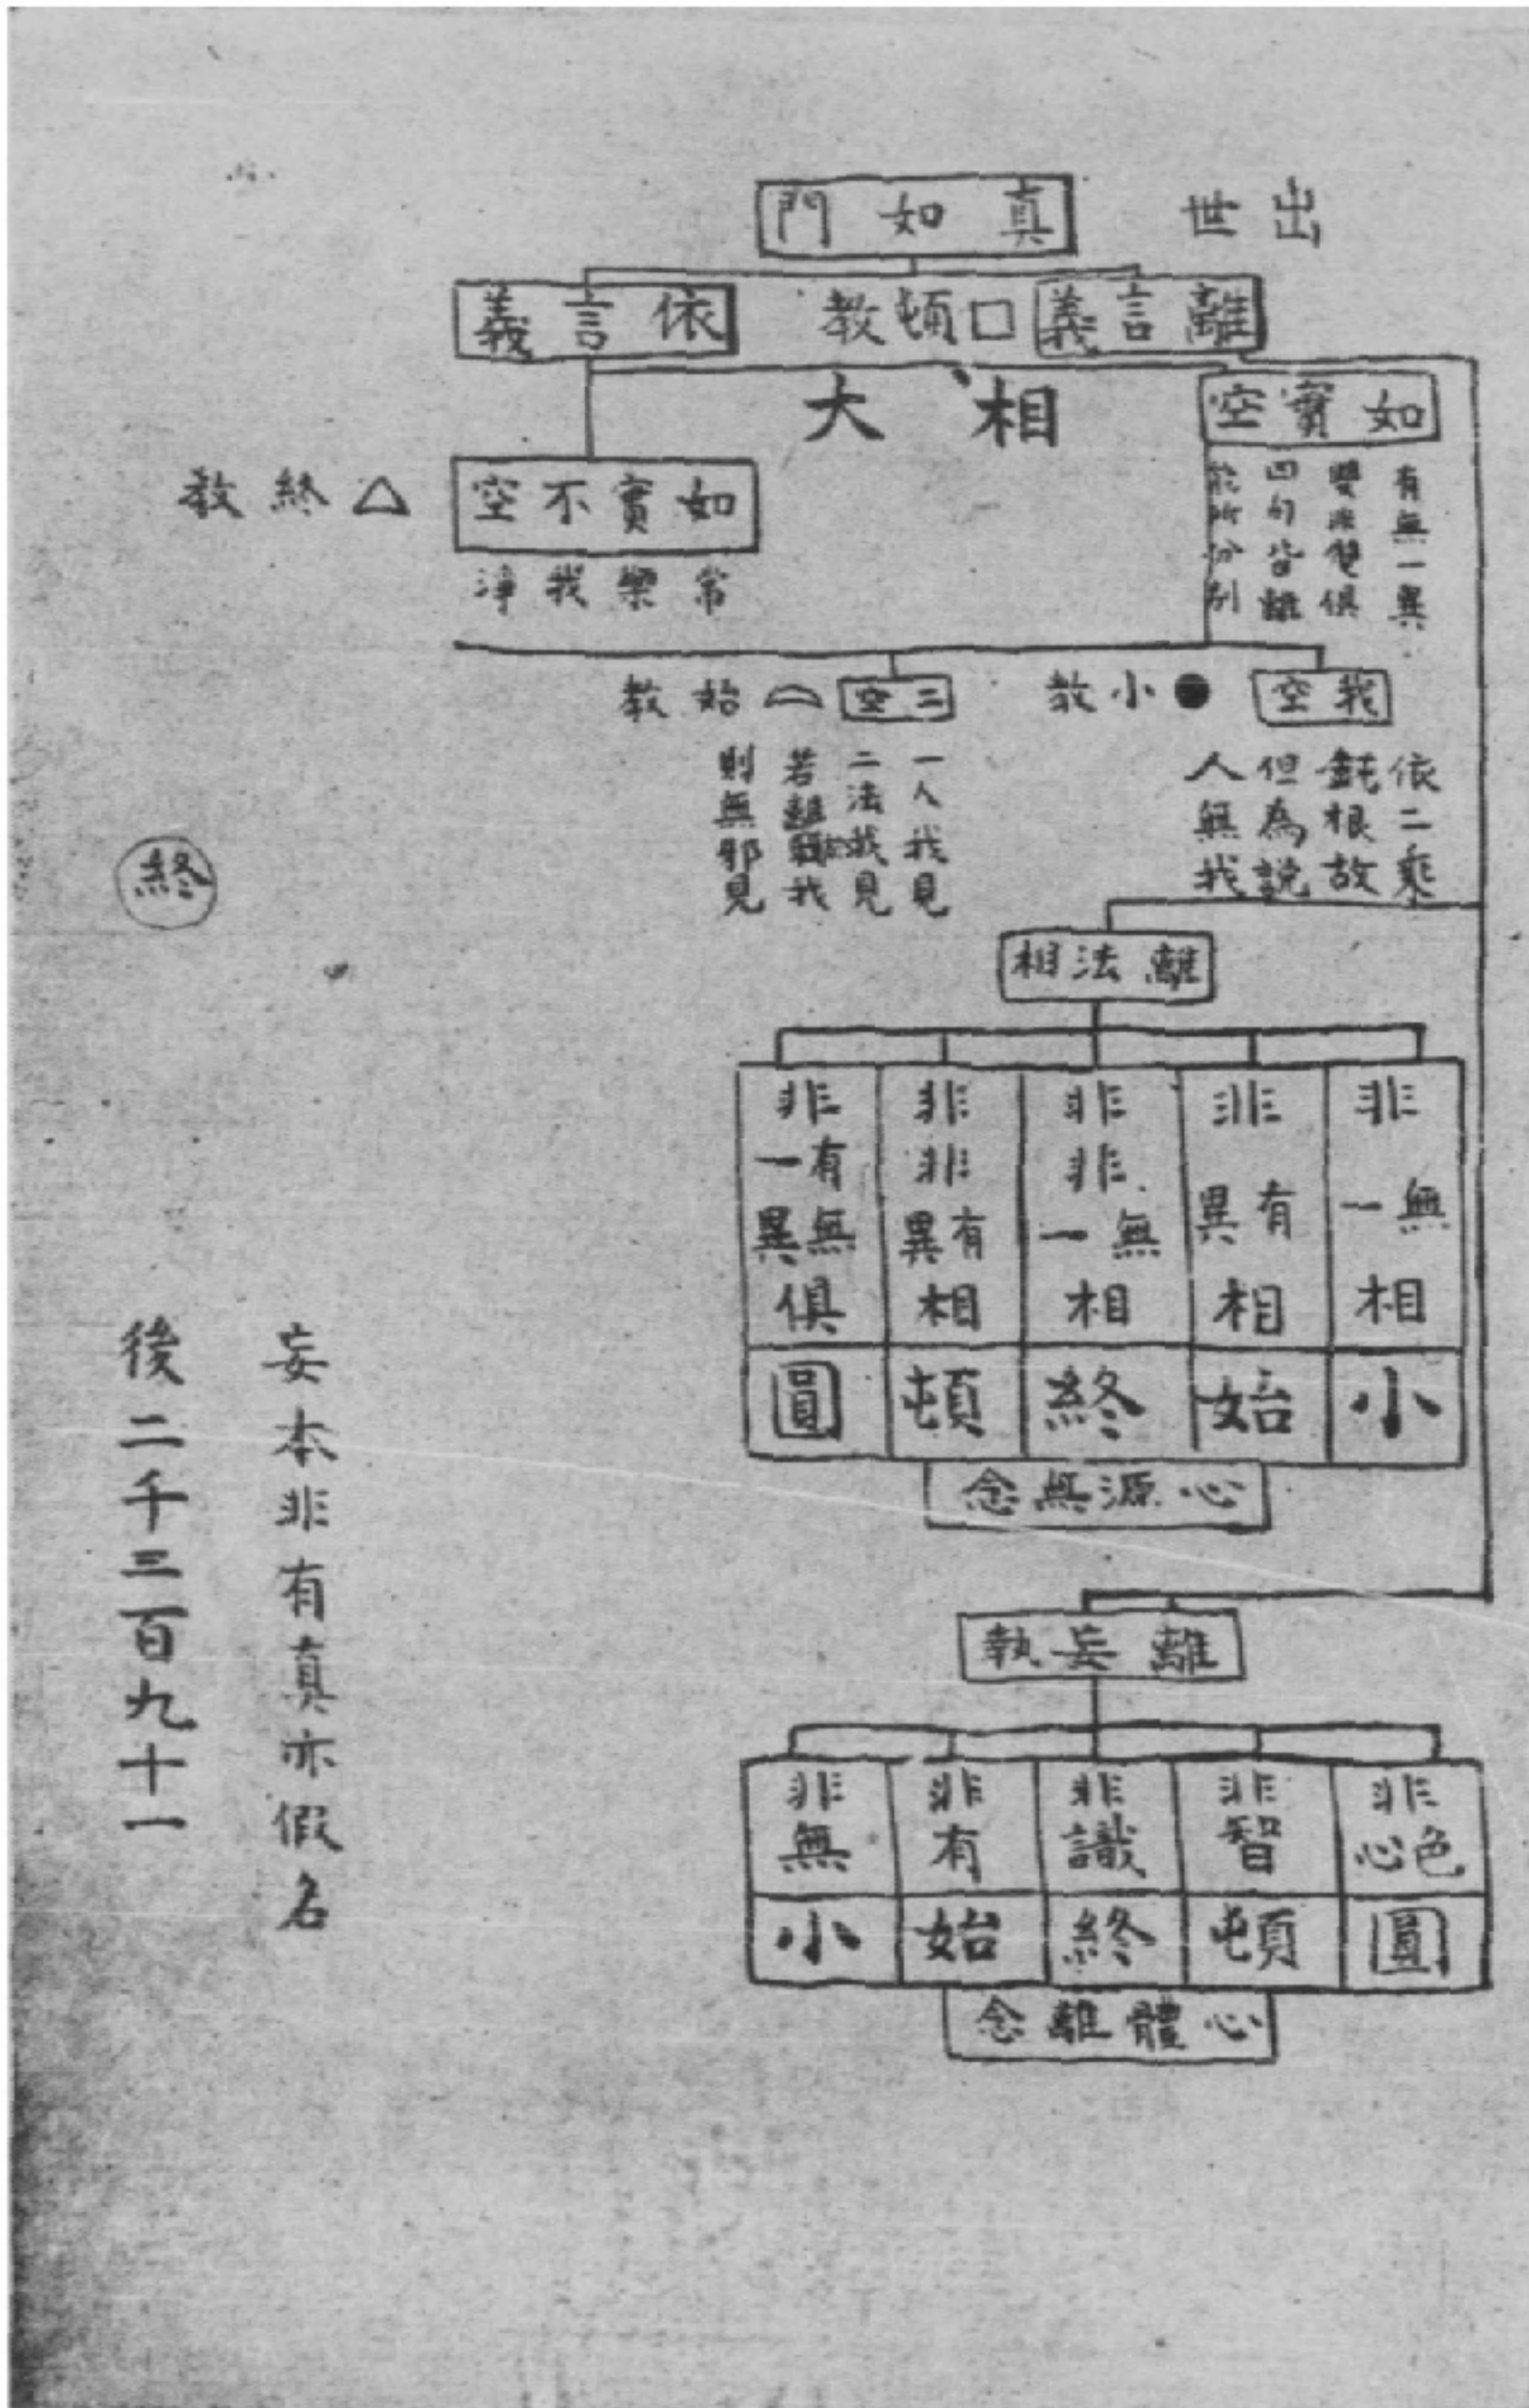 出世
真如門
離言義
□頓教
依言義
相大
如實空
有無一異
雙非雙俱
四句皆離
分別
如實不空
△終教
常樂我淨
我空
●小教
依二乘
鈍根故
但為說
人無我
二空
始教
一人我見
二法我見
則無邪見
離法相
非無一相
非有異相
非非無一相
非非有異相
非有無一異俱
小
始
終
頓
圓
心源無念
離妄執
非色心
非智
非識
非有
非無
圓
頓
終
始
小
心體離念
妄本非有真亦假名
後二千三百九十一
終